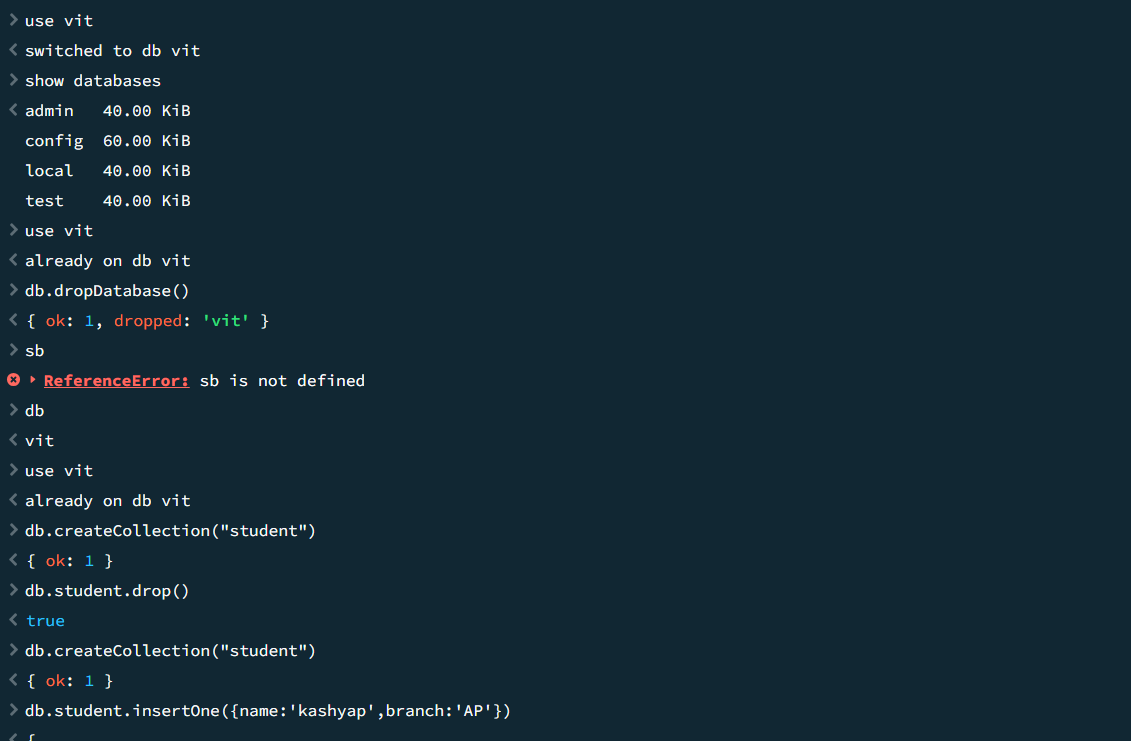 use vit
switched to db vit
show databases
admin 40.00 KiB
config 60.00 KiB
local 40.00 KiB
test 40.00 KiB
use vit
already on db vit
db.dropDatabase()
{ ok: 1, dropped: 'vit' }
sb
ReferenceError: sb is not defined
db
vit
use vit
already on db vit
db.createCollection("student")
{ ok: 1 }
db.student.drop()
true
db.createCollection("student")
{ ok: 1 }
db.student.insertOne({name:'kashyap',branch:'AP'})
{